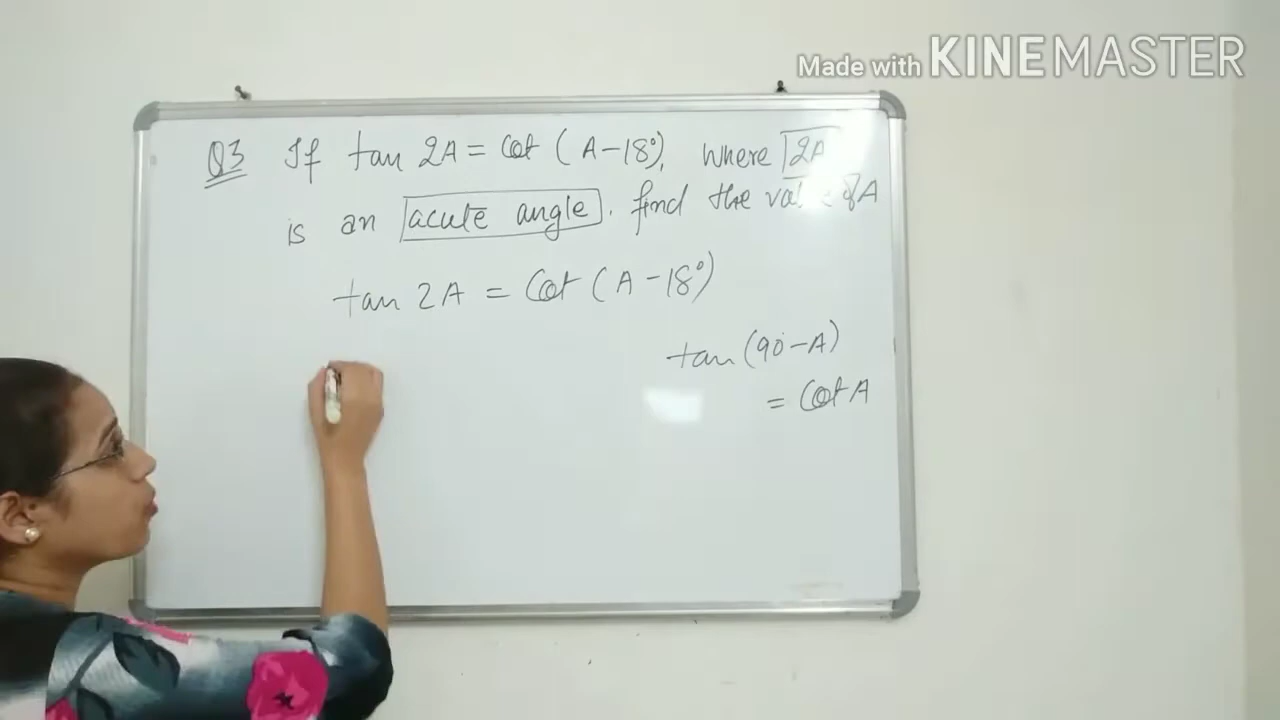 Made with KINEMASTER
Q3 If tan 2A = Cot (A-18°), where 2A
is an acute angle. find the value of A
tan 2A = Cot (A-18°)
tan (90-A)
= Cot A